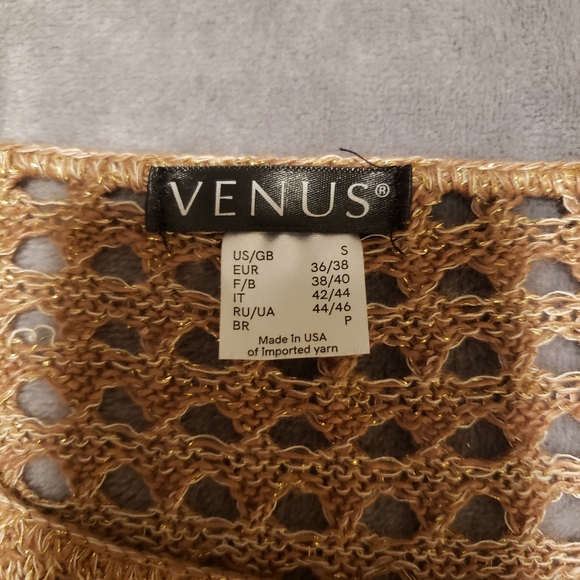 VENUS®
US/GB S
EUR 36/38
F/B 38/40
IT 42/44
RU/UA 44/46
BR P
Made in USA
of imported yarn